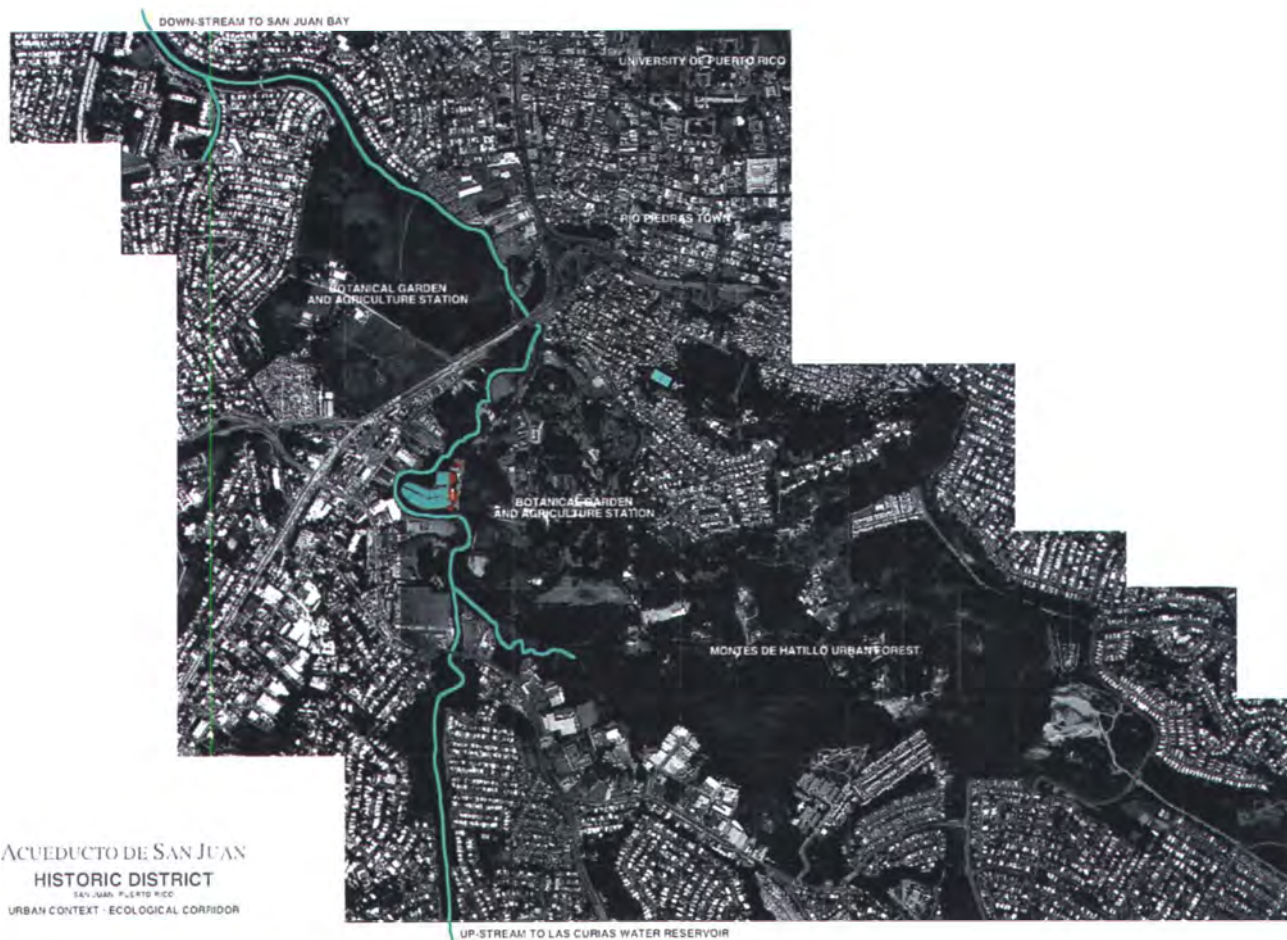 DOWN-STREAM TO SAN JUAN BAY
UNIVERSITY OF PUERTO RICO
RIO PIEDRAS TOWN
BOTANICAL GARDEN
AND AGRICULTURE STATION
BOTANICAL GARDEN
AND AGRICULTURE STATION
MONTES DE HATILLO URBAN FOREST
ACUEDUCTO DE SAN JUAN
HISTORIC DISTRICT
SAN JUAN PUERTO RICO
URBAN CONTEXT - ECOLOGICAL CORRIDOR
UP-STREAM TO LAS CURIAS WATER RESERVOIR